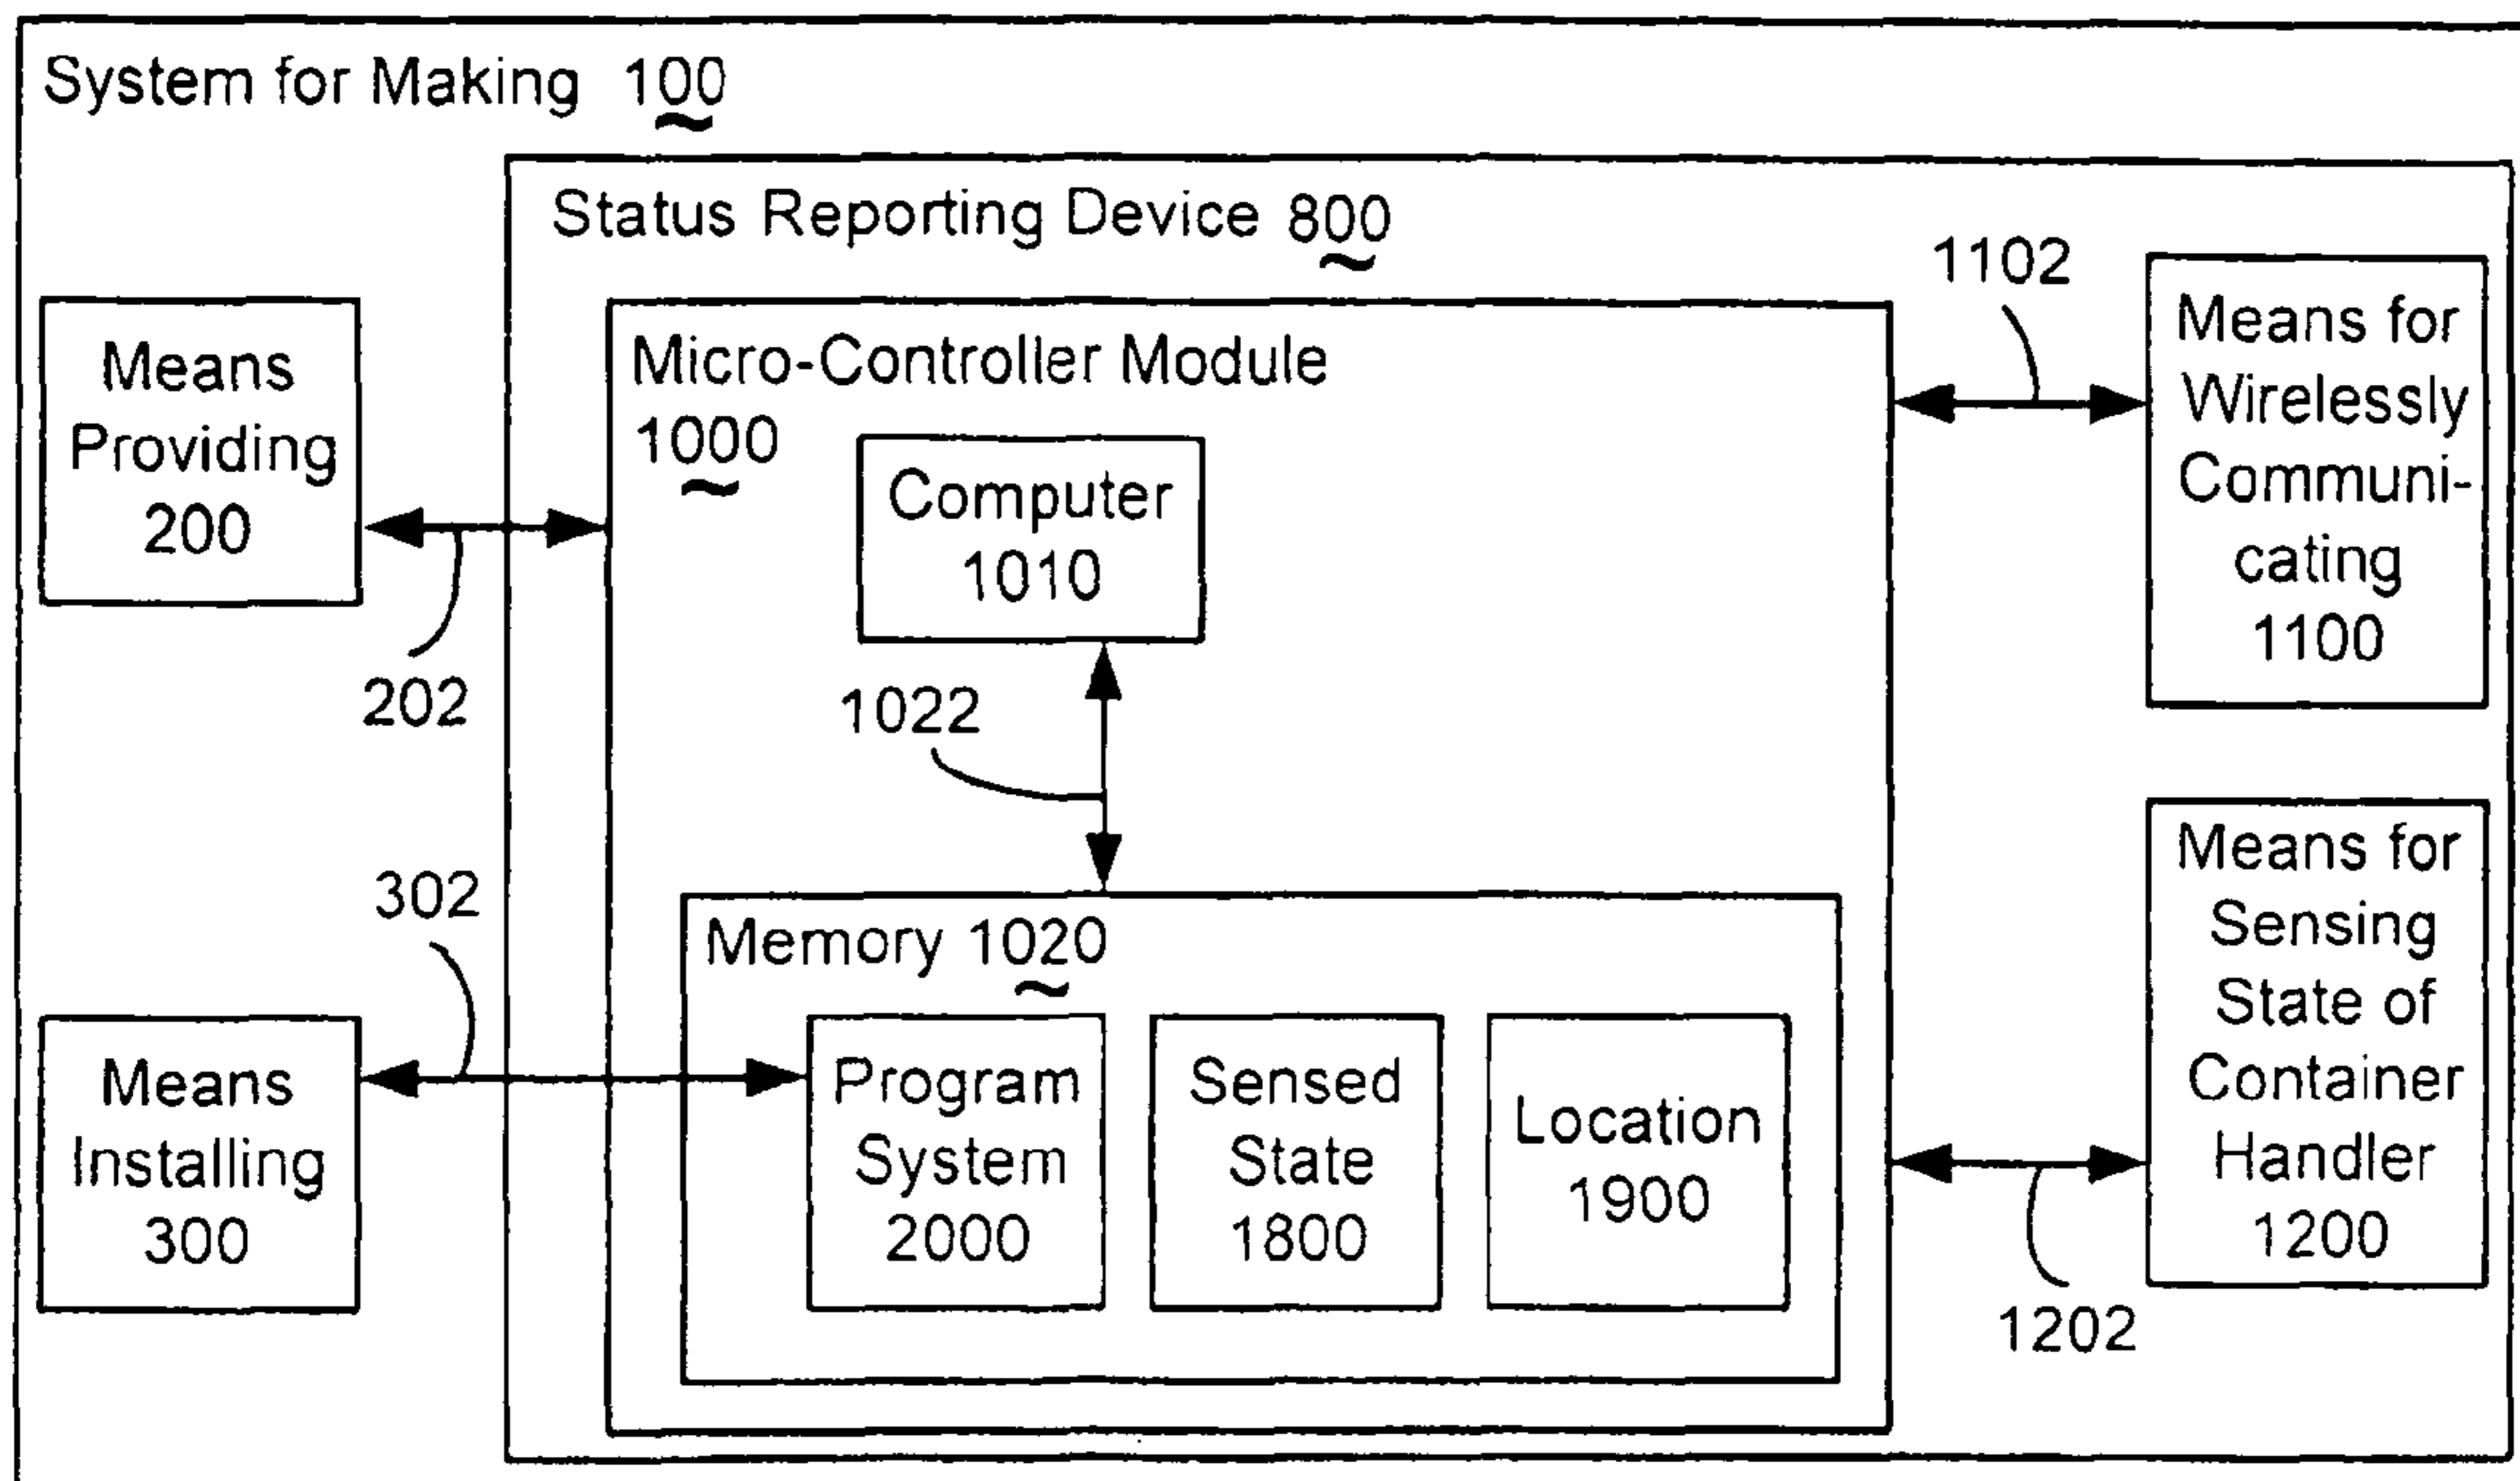 System for Making 100
Status Reporting Device 800
Means
Providing
200
202
302
Means
Installing
300
Micro-Controller Module
1000
Computer
1010
1022
Memory 1020
Program
System
2000
Sensed
State
1800
Location
1900
1102
Means for
Wirelessly
Communi-
cating
1100
Means for
Sensing
State of
Container
Handler
1200
1202